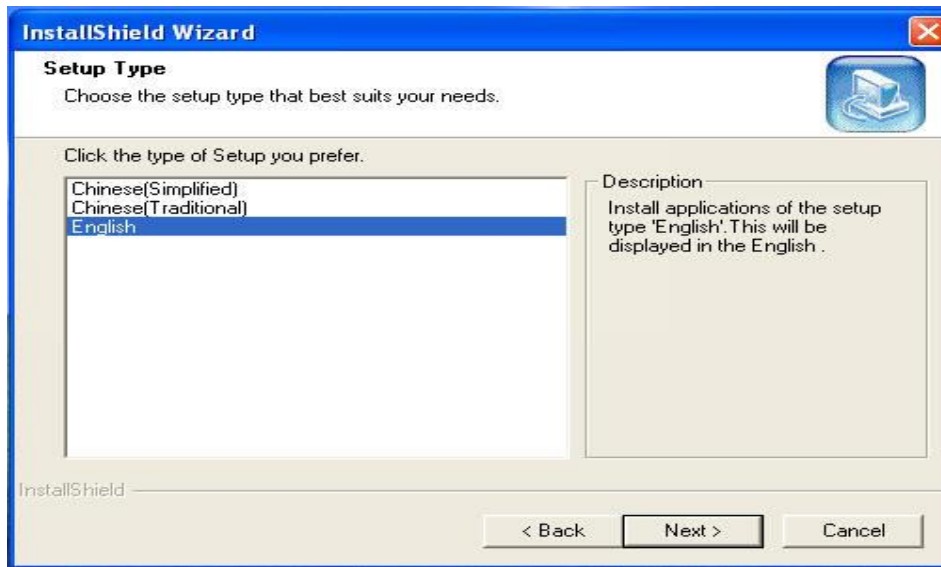 InstallShield Wizard
Setup Type
Choose the setup type that best suits your needs.
Click the type of Setup you prefer.
Chinese(Simplified)
Chinese(Traditional)
English
Description
Install applications of the setup
type 'English'.This will be
displayed in the English .
InstallShield
< Back
Next >
Cancel